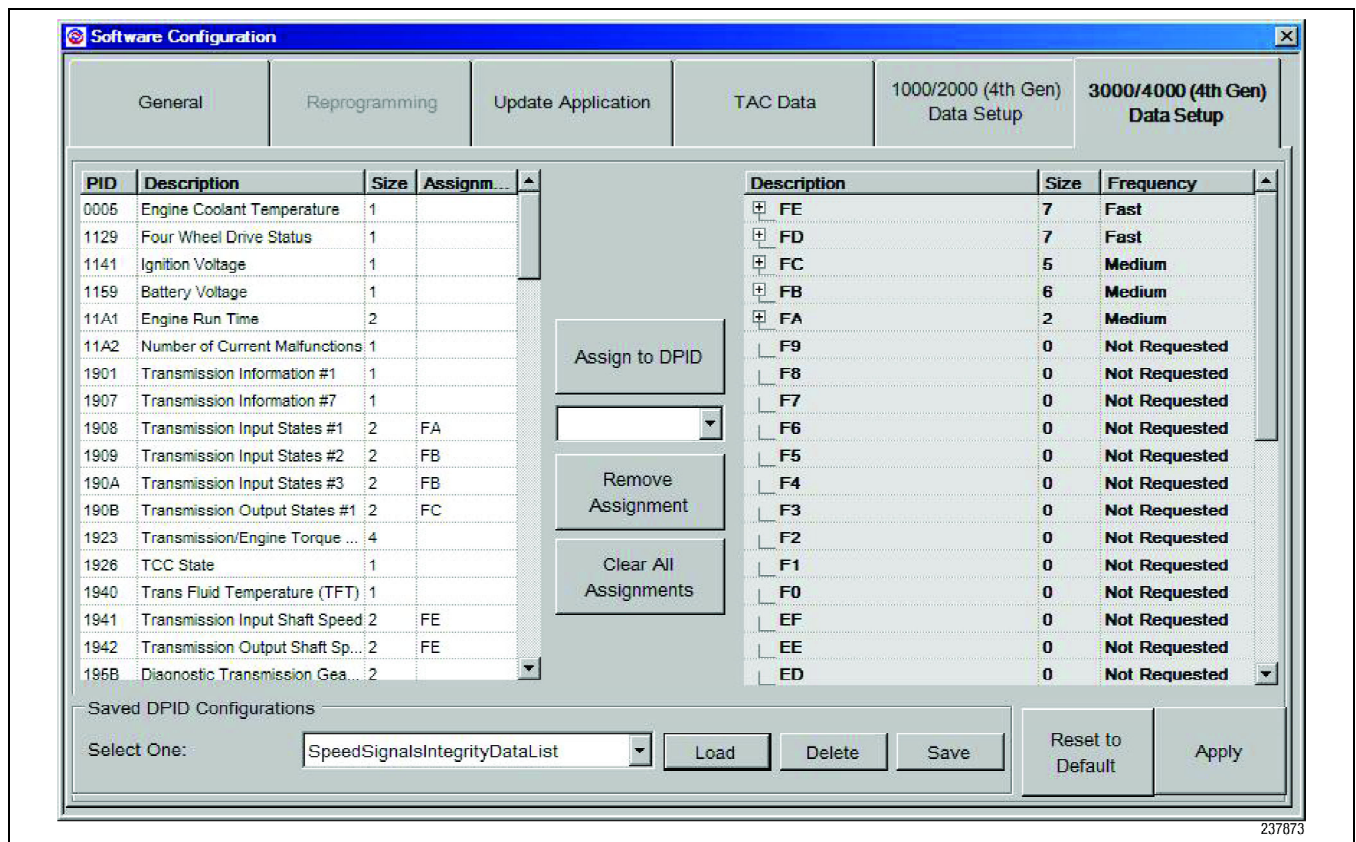 Software Configuration
General
Reprogramming
Update Application
TAC Data
1000/2000 (4th Gen)
Data Setup
3000/4000 (4th Gen)
Data Setup
PID Description Size Assignm...
0005 Engine Coolant Temperature 1
1129 Four Wheel Drive Status 1
1141 Ignition Voltage 1
1159 Battery Voltage 1
11A1 Engine Run Time 2
11A2 Number of Current Malfunctions 1
1901 Transmission Information #1 1
1907 Transmission Information #7 1
1908 Transmission Input States #1 2 FA
1909 Transmission Input States #2 2 FB
190A Transmission Input States #3 2 FB
190B Transmission Output States #1 2 FC
1923 Transmission/Engine Torque ... 4
1926 TCC State 1
1940 Trans Fluid Temperature (TFT) 1
1941 Transmission Input Shaft Speed 2 FE
1942 Transmission Output Shaft Sp... 2 FE
195B Diagnostic Transmission Gea... 2
Assign to DPID
Remove
Assignment
Clear All
Assignments
Description Size Frequency
FE 7 Fast
FD 7 Fast
FC 5 Medium
FB 6 Medium
FA 2 Medium
F9 0 Not Requested
F8 0 Not Requested
F7 0 Not Requested
F6 0 Not Requested
F5 0 Not Requested
F4 0 Not Requested
F3 0 Not Requested
F2 0 Not Requested
F1 0 Not Requested
F0 0 Not Requested
EF 0 Not Requested
EE 0 Not Requested
ED 0 Not Requested
Saved DPID Configurations
Select One:
SpeedSignalsIntegrityDataList
Load
Delete
Save
Reset to
Default
Apply
237873